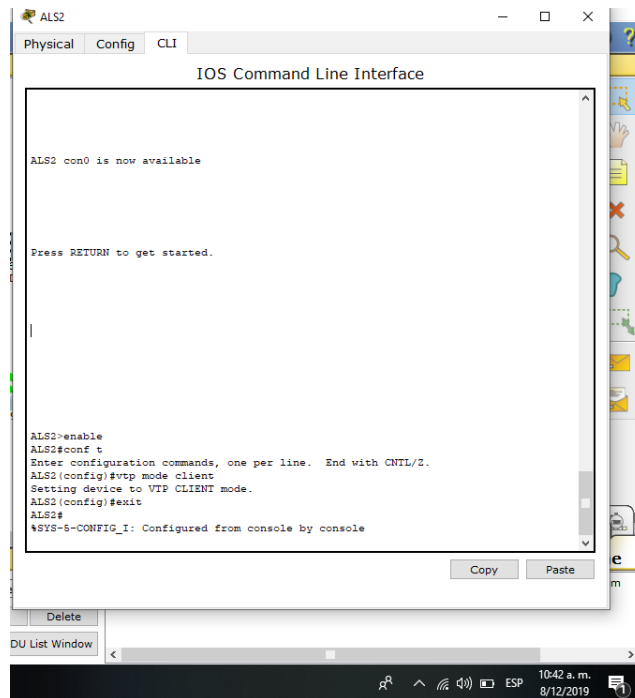 ALS2
Physical Config CLI
IOS Command Line Interface
ALS2 con0 is now available
Press RETURN to get started.
ALS2>enable
ALS2#conf t
Enter configuration commands, one per line.  End with CNTL/Z.
ALS2(config)#vtp mode client
Setting device to VTP CLIENT mode.
ALS2(config)#exit
ALS2#
%SYS-5-CONFIG_I: Configured from console by console
Copy Paste
Delete
DU List Window
ESP
10:42 a. m.
8/12/2019